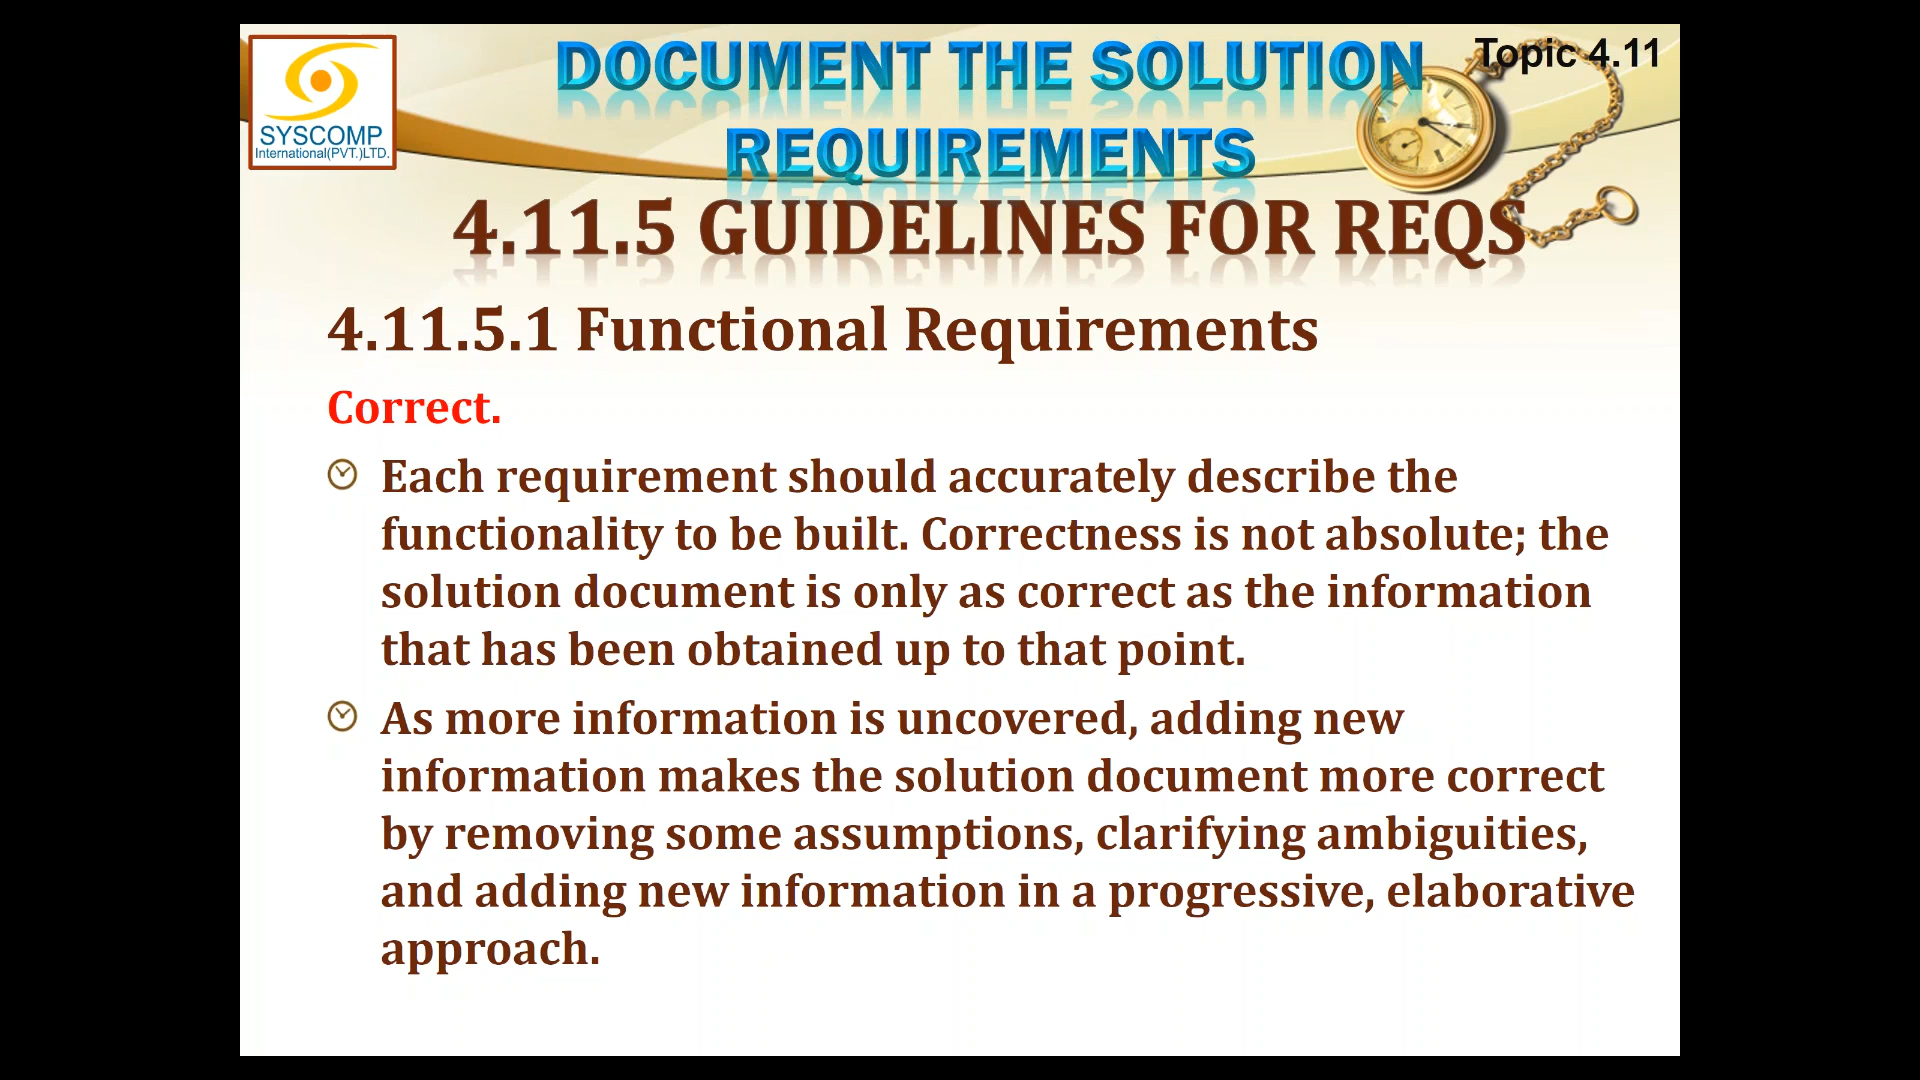 SYSCOMP
International(PVT.)LTD.
DOCUMENT THE SOLUTION
REQUIREMENTS
Topic 4.11
4.11.5 GUIDELINES FOR REQS
4.11.5.1 Functional Requirements
Correct.
Each requirement should accurately describe the
functionality to be built. Correctness is not absolute; the
solution document is only as correct as the information
that has been obtained up to that point.
As more information is uncovered, adding new
information makes the solution document more correct
by removing some assumptions, clarifying ambiguities,
and adding new information in a progressive, elaborative
approach.